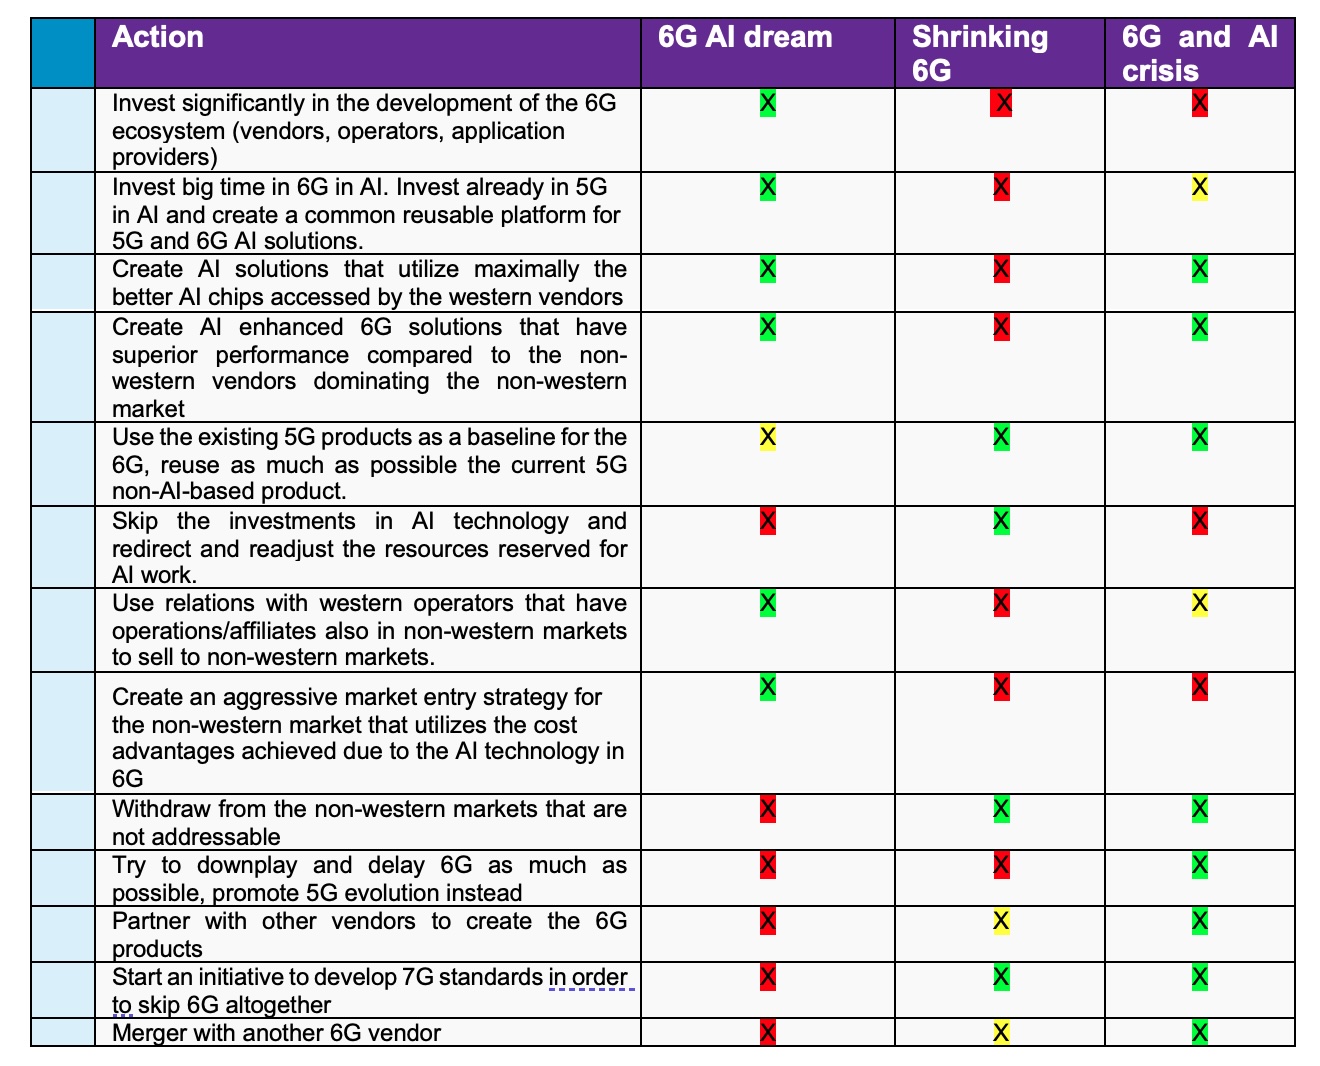 Action 6G AI dream Shrinking 6G 6G and AI crisis
Invest significantly in the development of the 6G X X X
ecosystem (vendors, operators, application
providers)
Invest big time in 6G in AI. Invest already in 5G X X X
in AI and create a common reusable platform for
5G and 6G AI solutions.
Create AI solutions that utilize maximally the X X X
better AI chips accessed by the western vendors
Create AI enhanced 6G solutions that have X X X
superior performance compared to the non-
western vendors dominating the non-western
market
Use the existing 5G products as a baseline for the X X X
6G, reuse as much as possible the current 5G
non-AI-based product.
Skip the investments in AI technology and X X X
redirect and readjust the resources reserved for
AI work.
Use relations with western operators that have X X X
operations/affiliates also in non-western markets
to sell to non-western markets.
Create an aggressive market entry strategy for X X X
the non-western market that utilizes the cost
advantages achieved due to the AI technology in
6G
Withdraw from the non-western markets that are X X X
not addressable
Try to downplay and delay 6G as much as X X X
possible, promote 5G evolution instead
Partner with other vendors to create the 6G X X X
products
Start an initiative to develop 7G standards in order X X X
to skip 6G altogether
Merger with another 6G vendor X X X